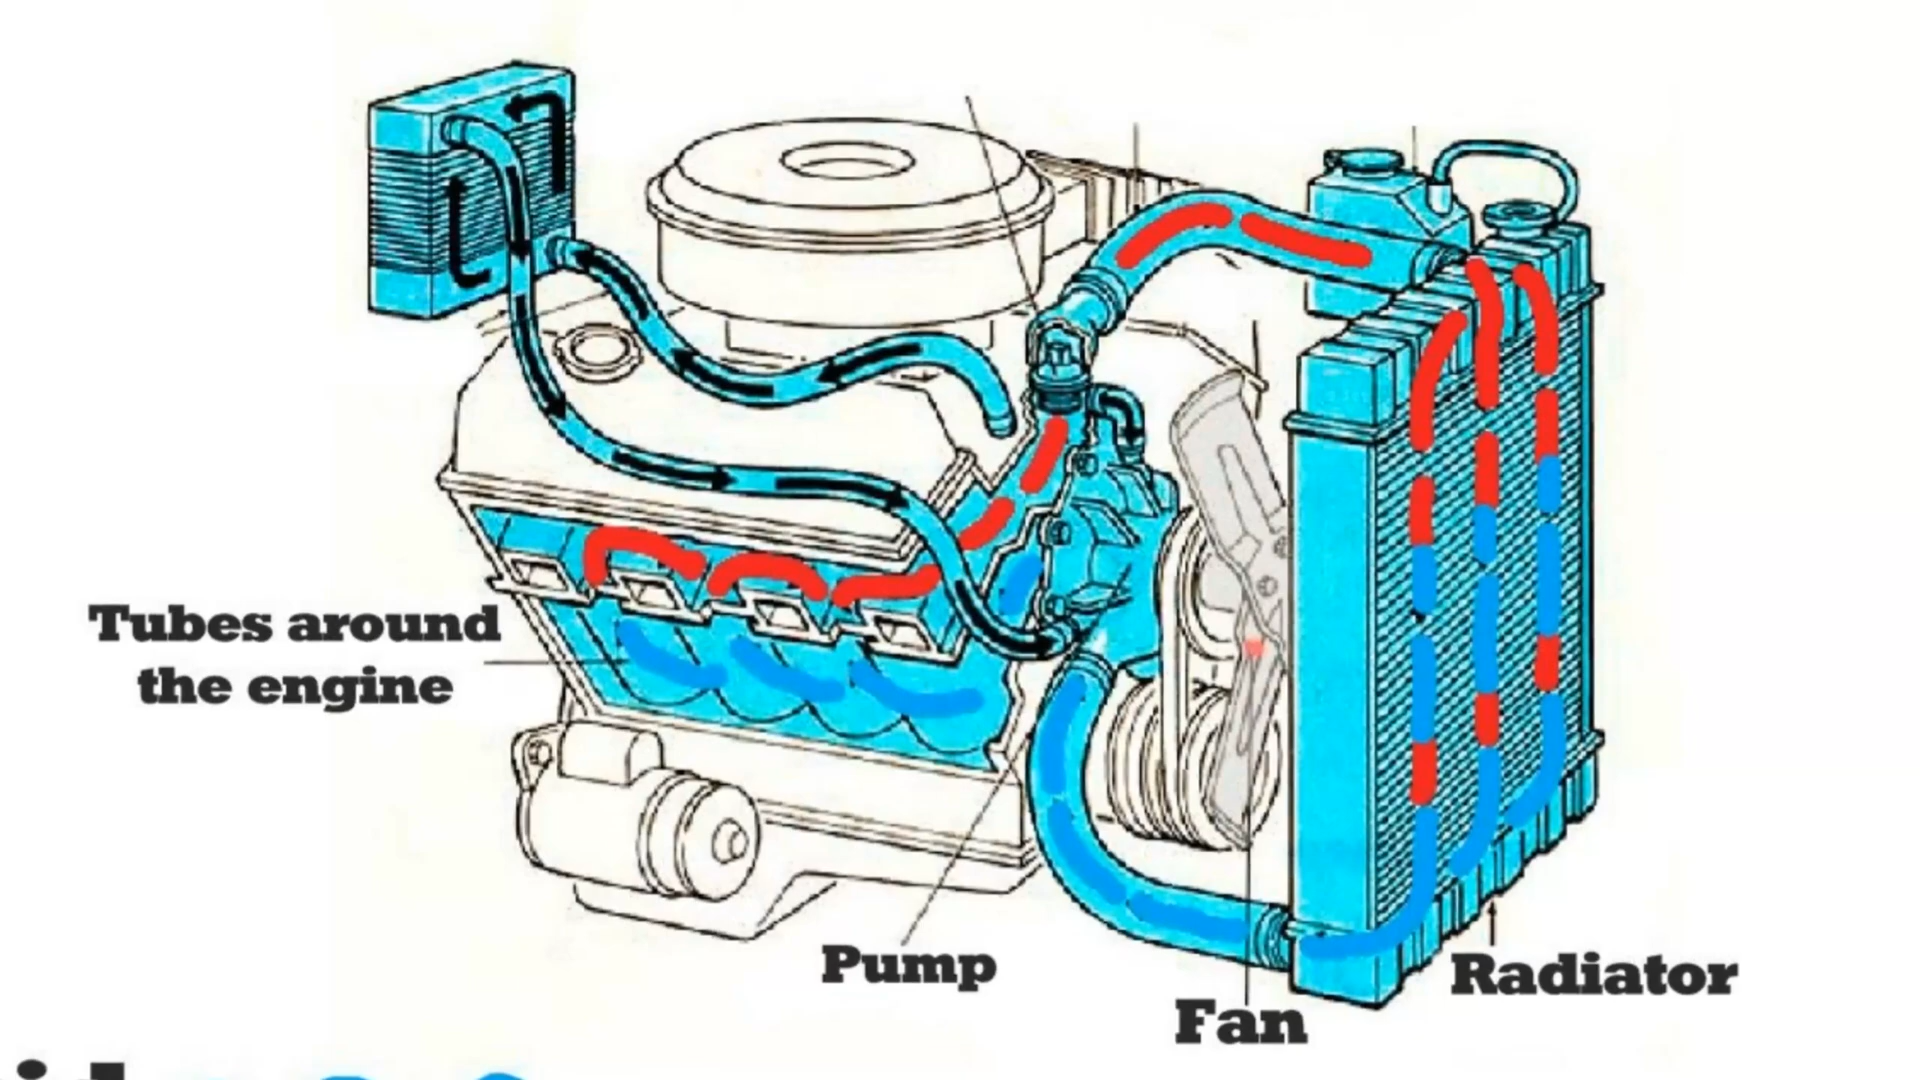 Tubes around
the engine
Pump
Radiator
Fan